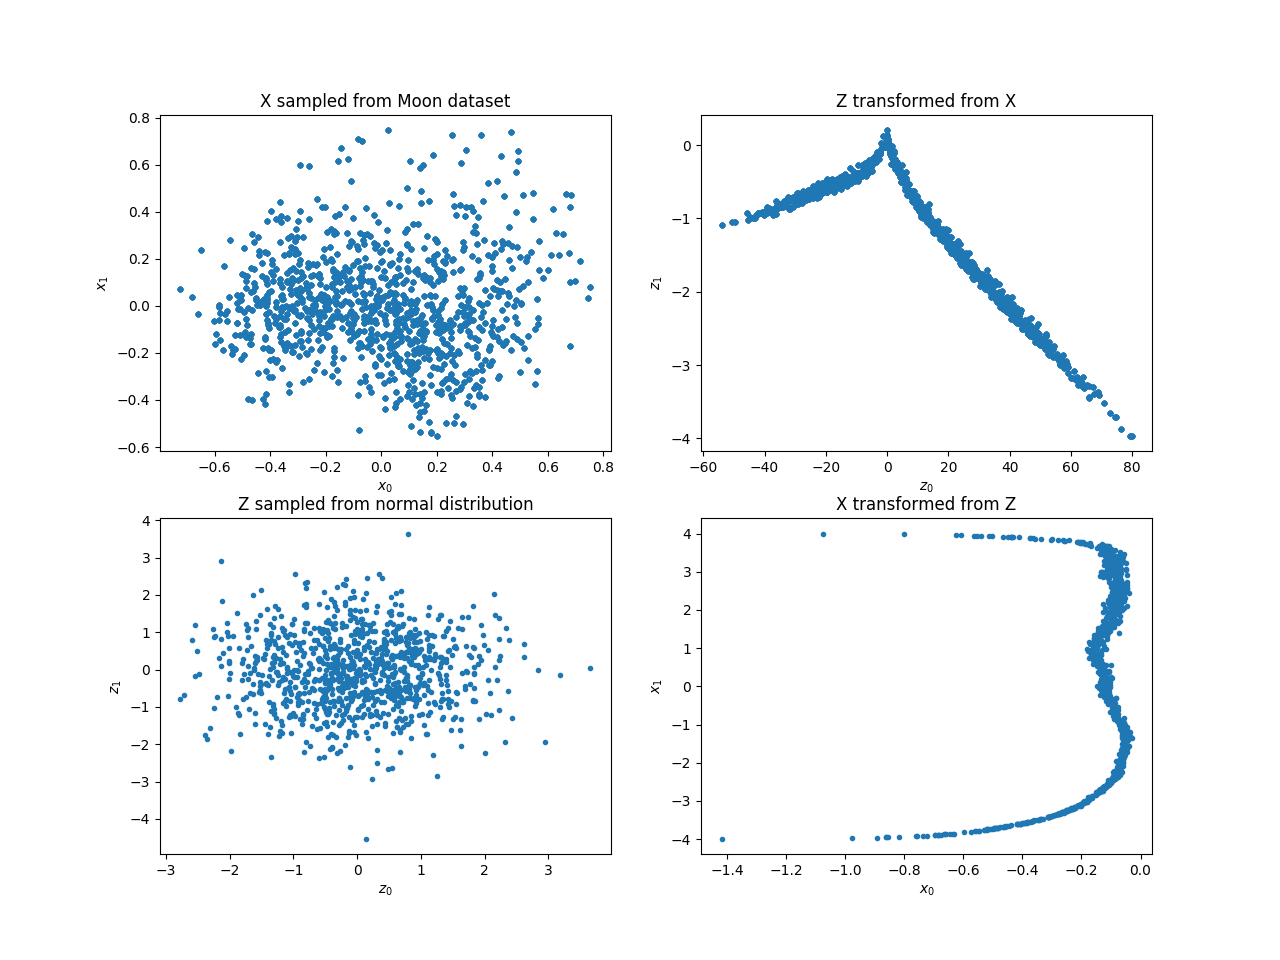 X sampled from Moon dataset
0.8
0.6
0.4
0.2
0.0
−0.2
−0.4
−0.6
x₁
−0.6 −0.4 −0.2 0.0 0.2 0.4 0.6 0.8
x₀
Z transformed from X
0
−1
−2
−3
−4
z₁
−60 −40 −20 0 20 40 60 80
z₀
Z sampled from normal distribution
4
3
2
1
0
−1
−2
−3
−4
z₁
−3 −2 −1 0 1 2 3
z₀
X transformed from Z
4
3
2
1
0
−1
−2
−3
−4
x₁
−1.4 −1.2 −1.0 −0.8 −0.6 −0.4 −0.2 0.0
x₀